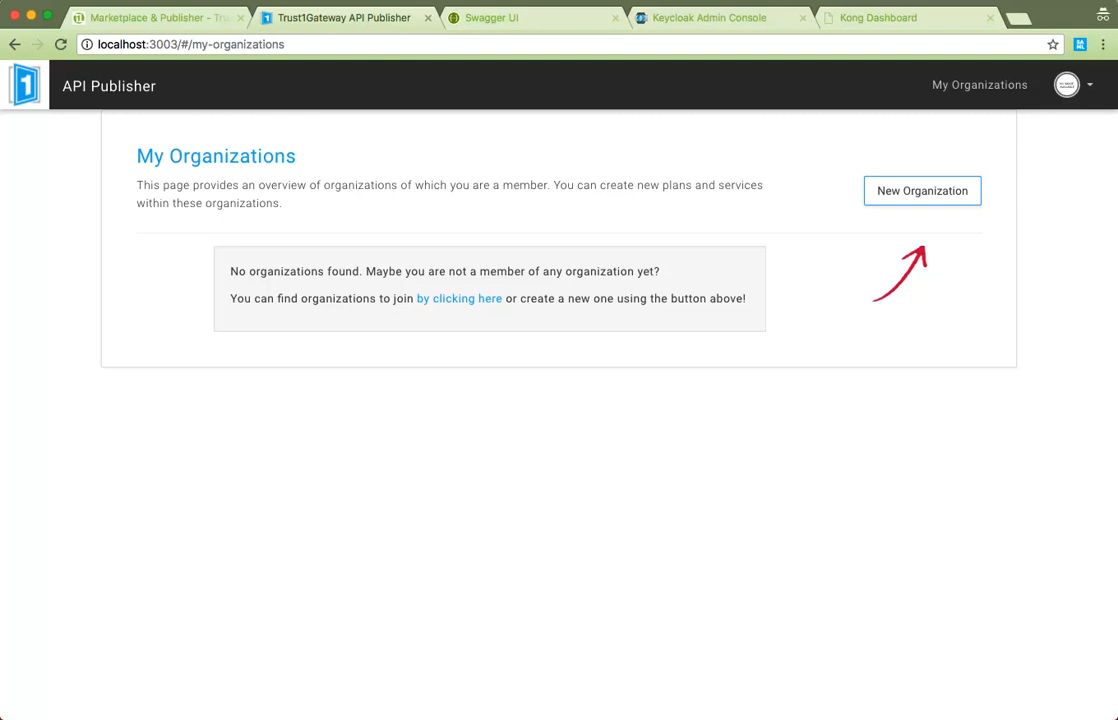 Marketplace & Publisher - Trus
Trust1Gateway API Publisher
Swagger UI
Keycloak Admin Console
Kong Dashboard
localhost:3003/#/my-organizations
1
API Publisher
My Organizations
My Organizations
This page provides an overview of organizations of which you are a member. You can create new plans and services
within these organizations.
New Organization
No organizations found. Maybe you are not a member of any organization yet?
You can find organizations to join by clicking here or create a new one using the button above!